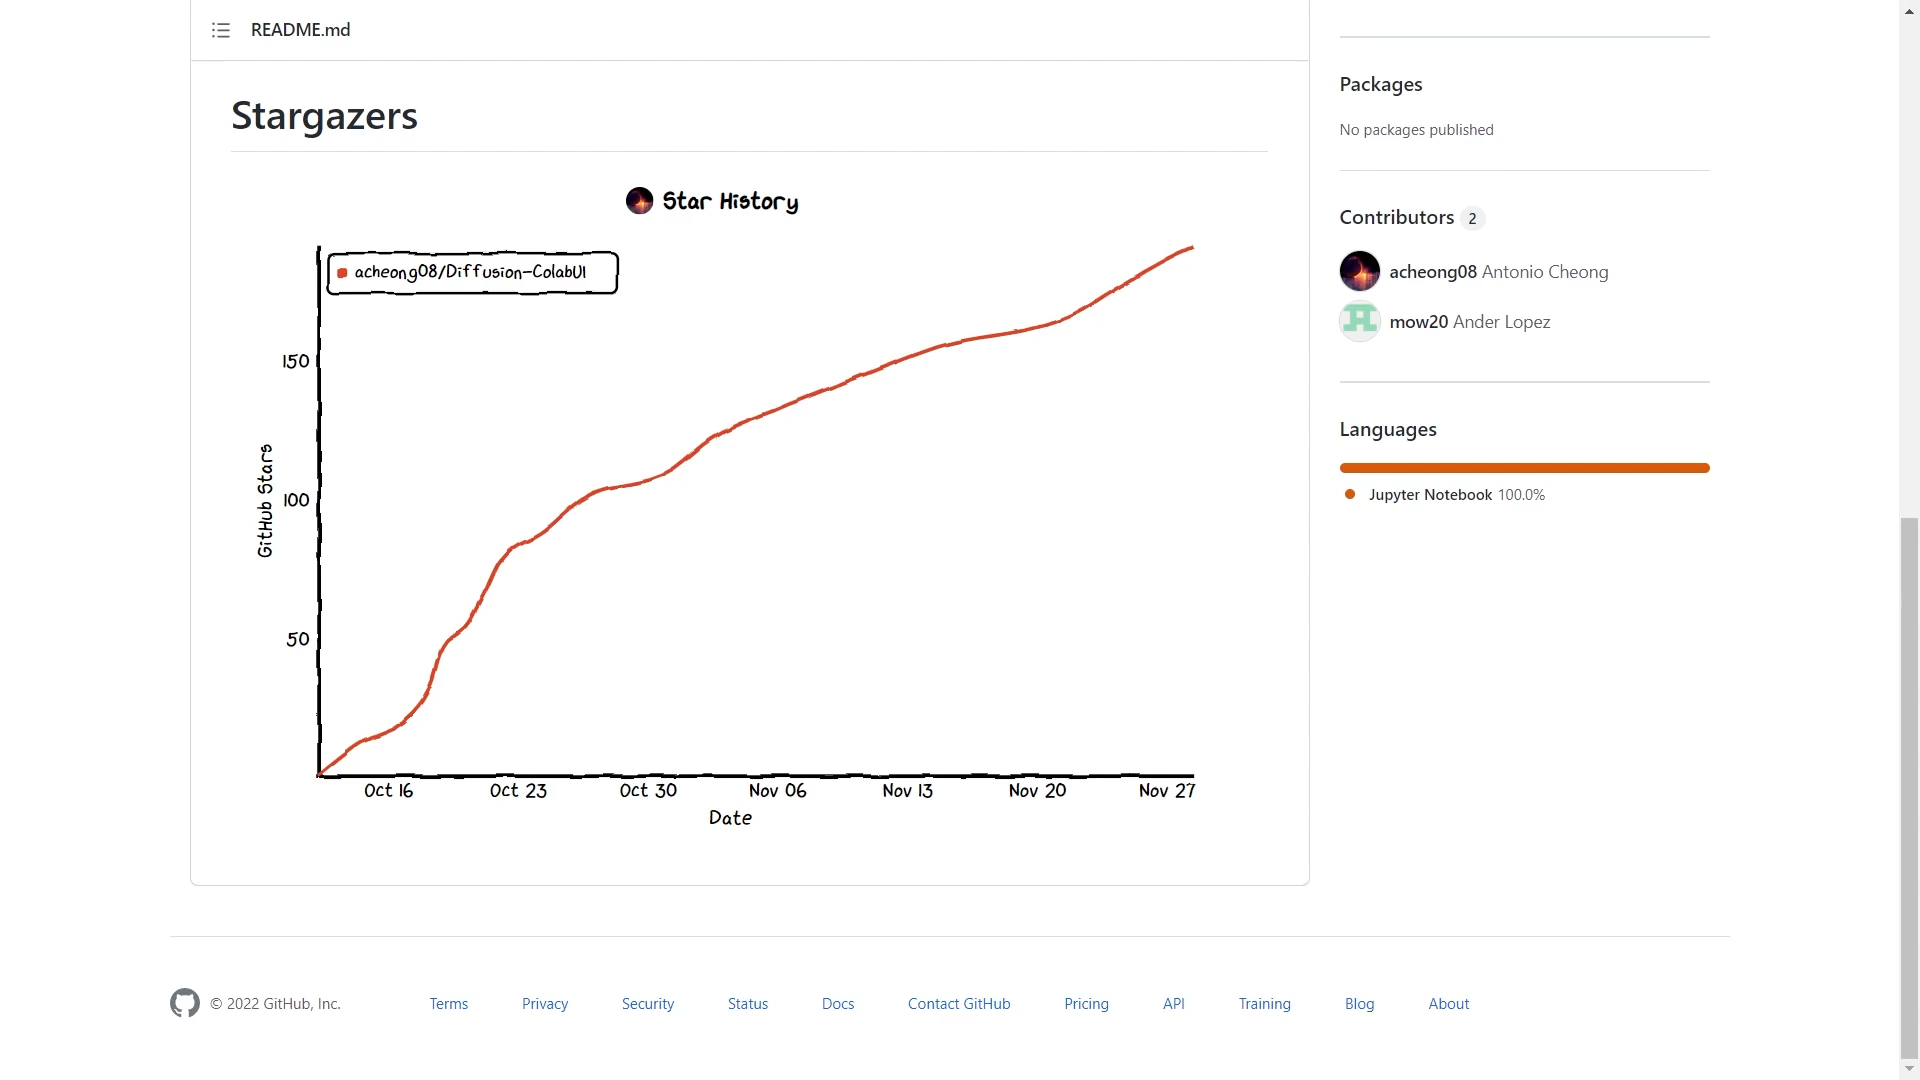 README.md
Stargazers
Star History
acheong08/Diffusion-ColabUI
150
100
50
GitHub Stars
Oct 16 Oct 23 Oct 30 Nov 06 Nov 13 Nov 20 Nov 27
Date
Packages
No packages published
Contributors 2
acheong08 Antonio Cheong
mow20 Ander Lopez
Languages
Jupyter Notebook 100.0%
© 2022 GitHub, Inc. Terms Privacy Security Status Docs Contact GitHub Pricing API Training Blog About